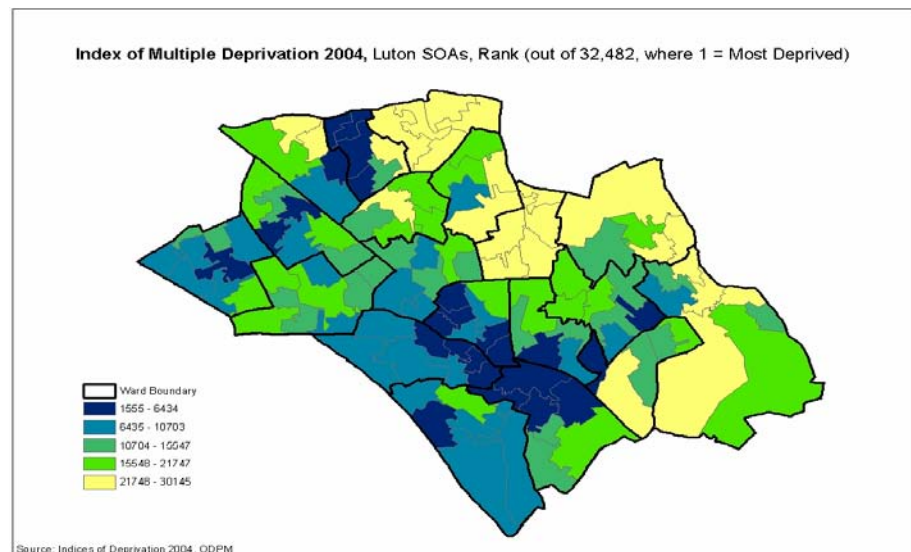 Index of Multiple Deprivation 2004, Luton SOAs, Rank (out of 32,482, where 1 = Most Deprived)
Ward Boundary
1555 - 6434
6435 - 10703
10704 - 15547
15548 - 21747
21748 - 30145
Source: Indices of Deprivation 2004, ODPM